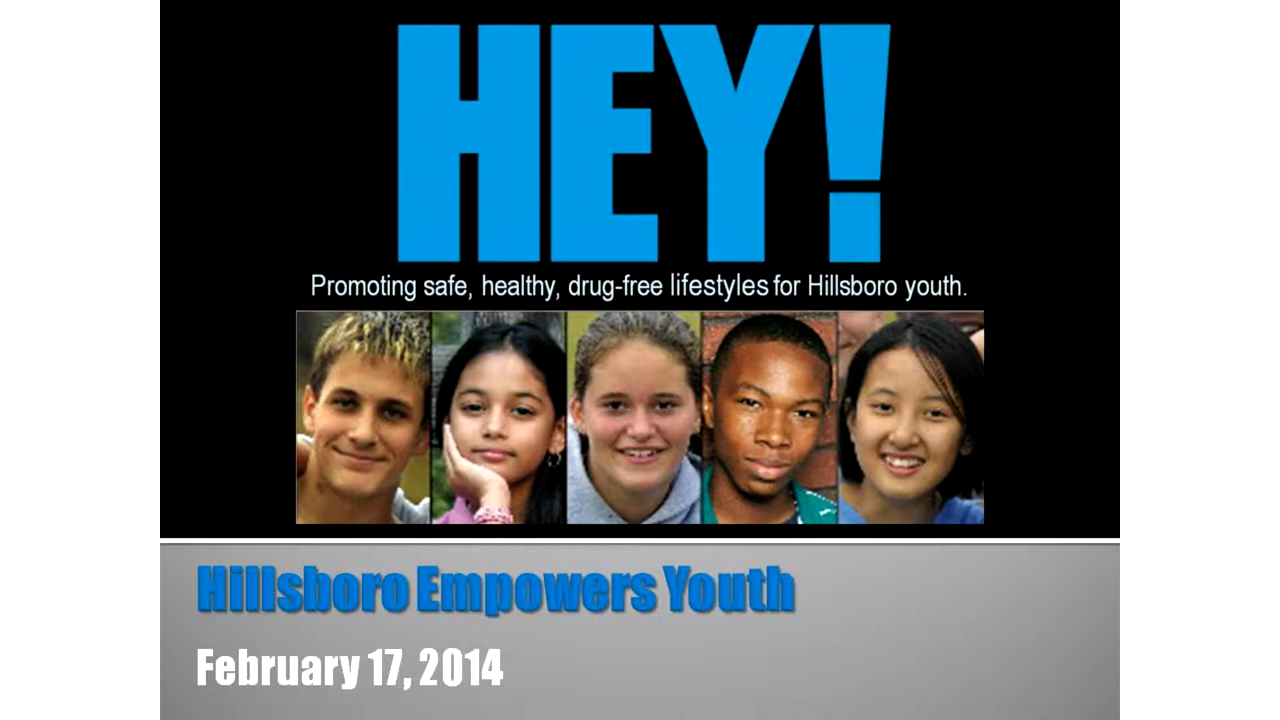 HEY!
Promoting safe, healthy, drug-free lifestyles for Hillsboro youth.
Hillsboro Empowers Youth
February 17, 2014